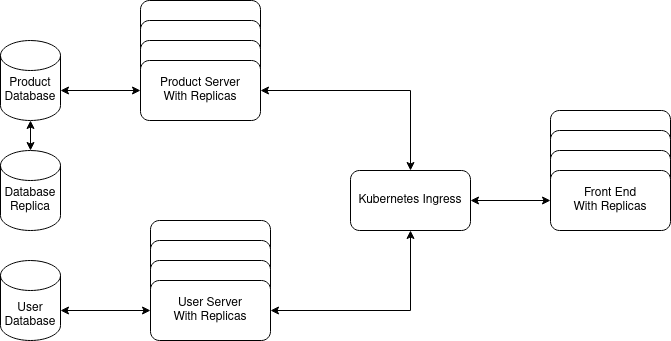 Product
Database
Product Server
With Replicas
Database
Replica
Kubernetes Ingress
Front End
With Replicas
User
Database
User Server
With Replicas